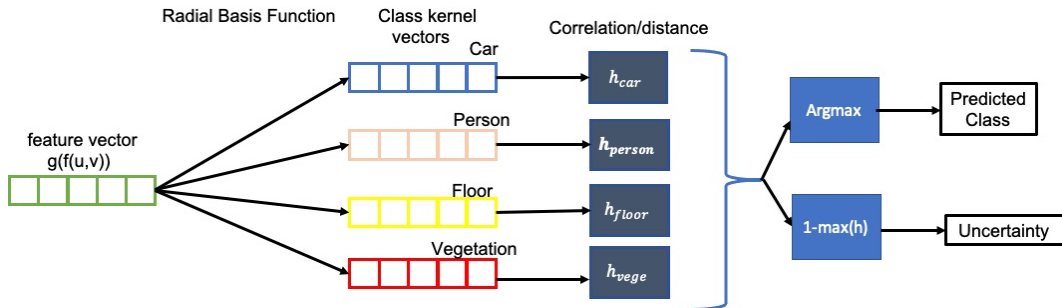 Radial Basis Function
Class kernel
vectors
Correlation/distance
Car
h_car
Person
h_person
feature vector
g(f(u,v))
Floor
h_floor
Vegetation
h_vege
Argmax
Predicted
Class
1-max(h)
Uncertainty